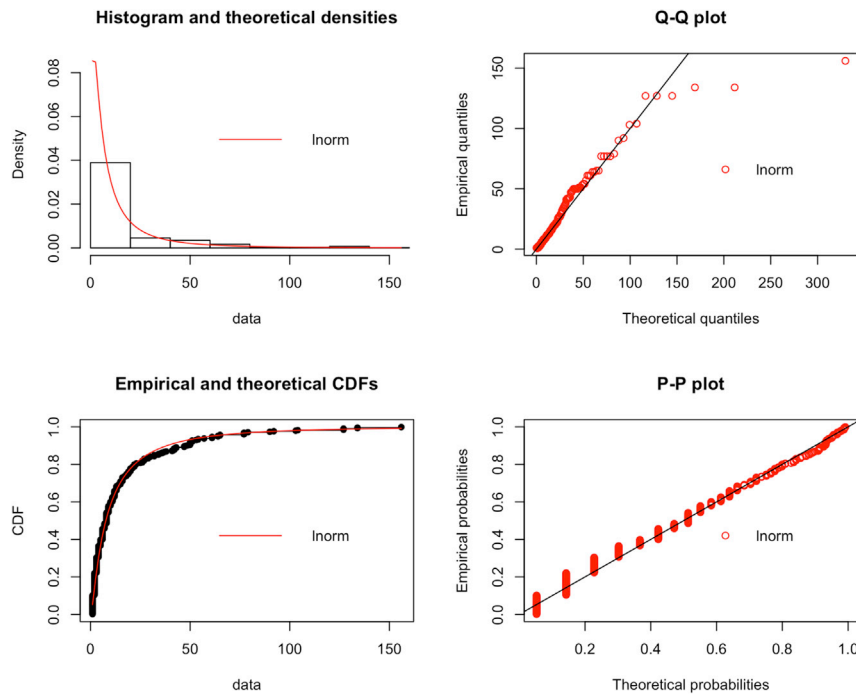 Histogram and theoretical densities
Density
0.00
0.02
0.04
0.06
0.08
lnorm
0
50
100
150
data
Q-Q plot
Empirical quantiles
0
50
100
150
lnorm
0
50
100
150
200
250
300
Theoretical quantiles
Empirical and theoretical CDFs
CDF
0.0
0.2
0.4
0.6
0.8
1.0
lnorm
0
50
100
150
data
P-P plot
Empirical probabilities
0.0
0.2
0.4
0.6
0.8
1.0
lnorm
0.2
0.4
0.6
0.8
1.0
Theoretical probabilities